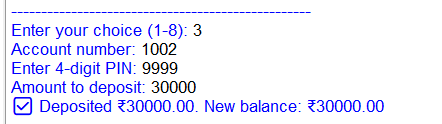 --------------------------------------------------
Enter your choice (1-8): 3
Account number: 1002
Enter 4-digit PIN: 9999
Amount to deposit: 30000
☑ Deposited ₹30000.00. New balance: ₹30000.00